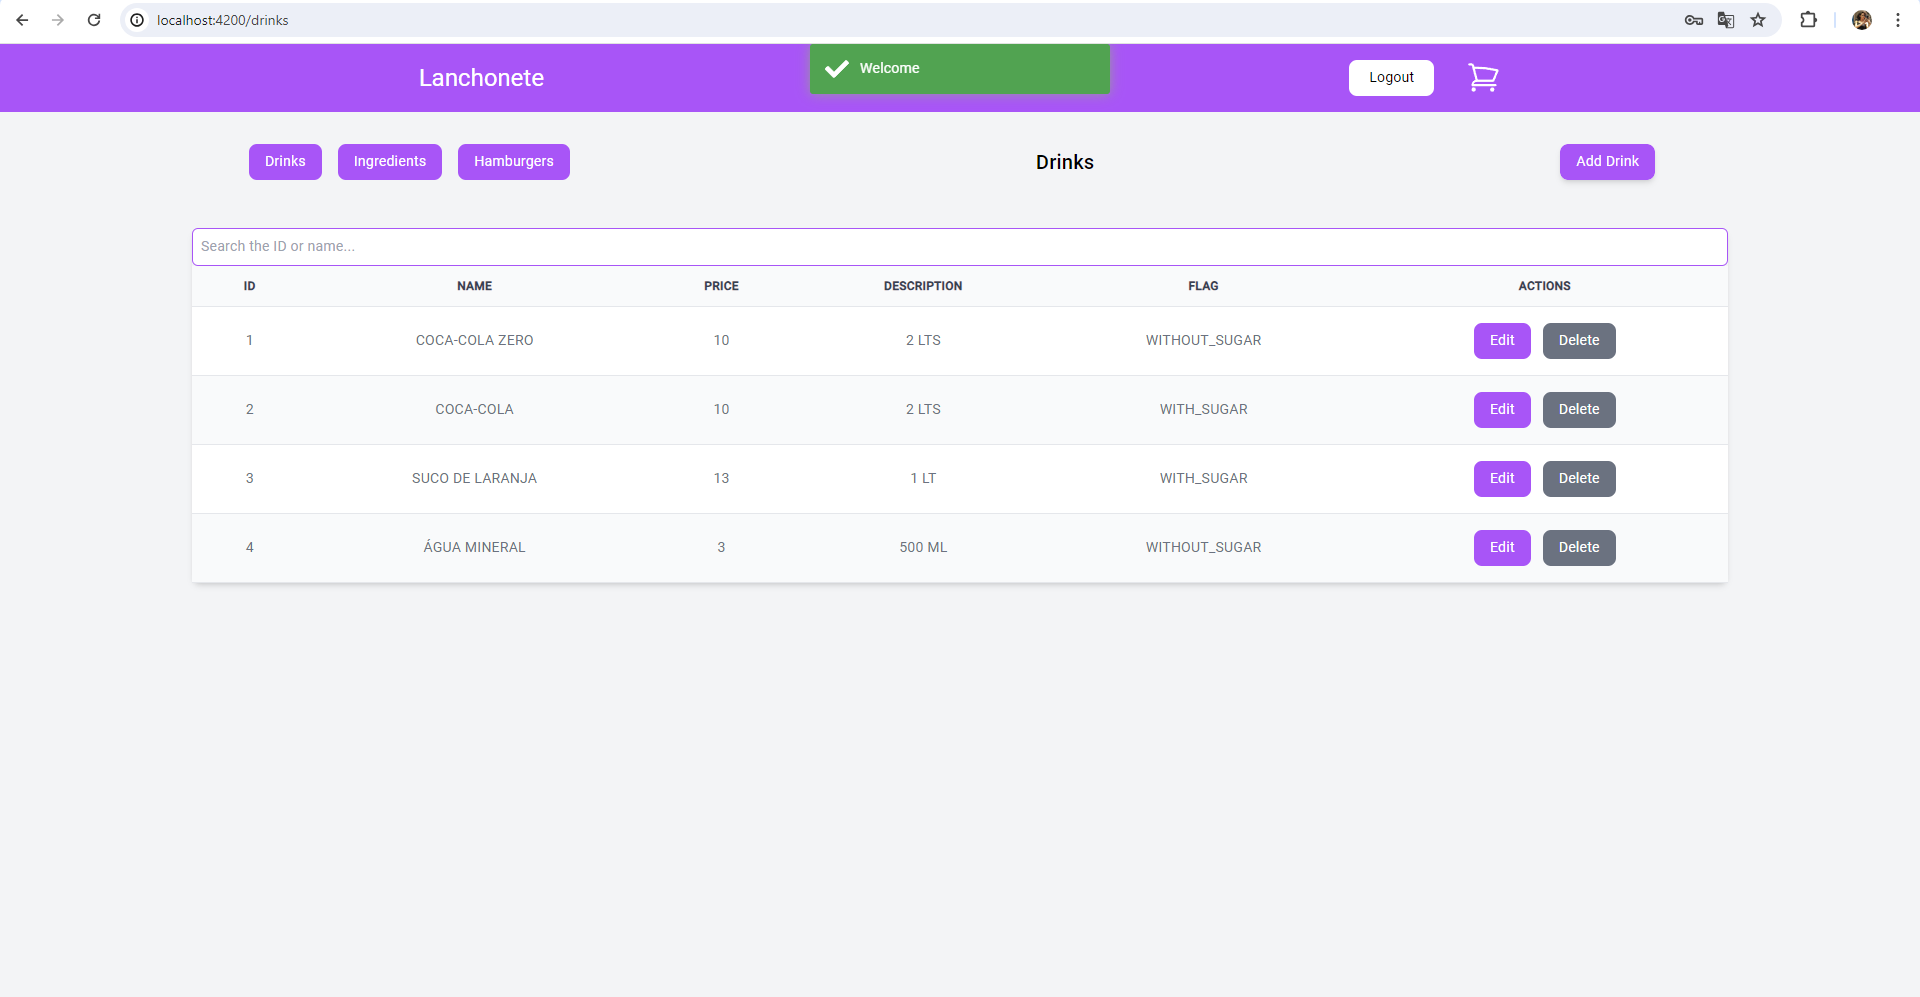 localhost:4200/drinks
Lanchonete
Welcome
Logout
Drinks Ingredients Hamburgers
Drinks
Add Drink
Search the ID or name...
ID NAME PRICE DESCRIPTION FLAG ACTIONS
1 COCA-COLA ZERO 10 2 LTS WITHOUT_SUGAR Edit Delete
2 COCA-COLA 10 2 LTS WITH_SUGAR Edit Delete
3 SUCO DE LARANJA 13 1 LT WITH_SUGAR Edit Delete
4 ÁGUA MINERAL 3 500 ML WITHOUT_SUGAR Edit Delete